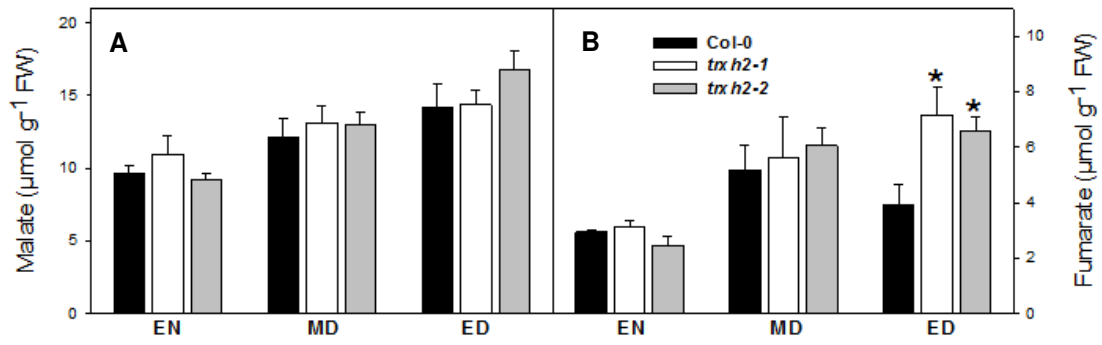 Malate (µmol g⁻¹ FW)
20
15
10
5
0
A
EN MD ED
B
Col-0
trx h2-1
trx h2-2
* *
EN MD ED
10
8
6
4
2
0
Fumarate (µmol g⁻¹ FW)